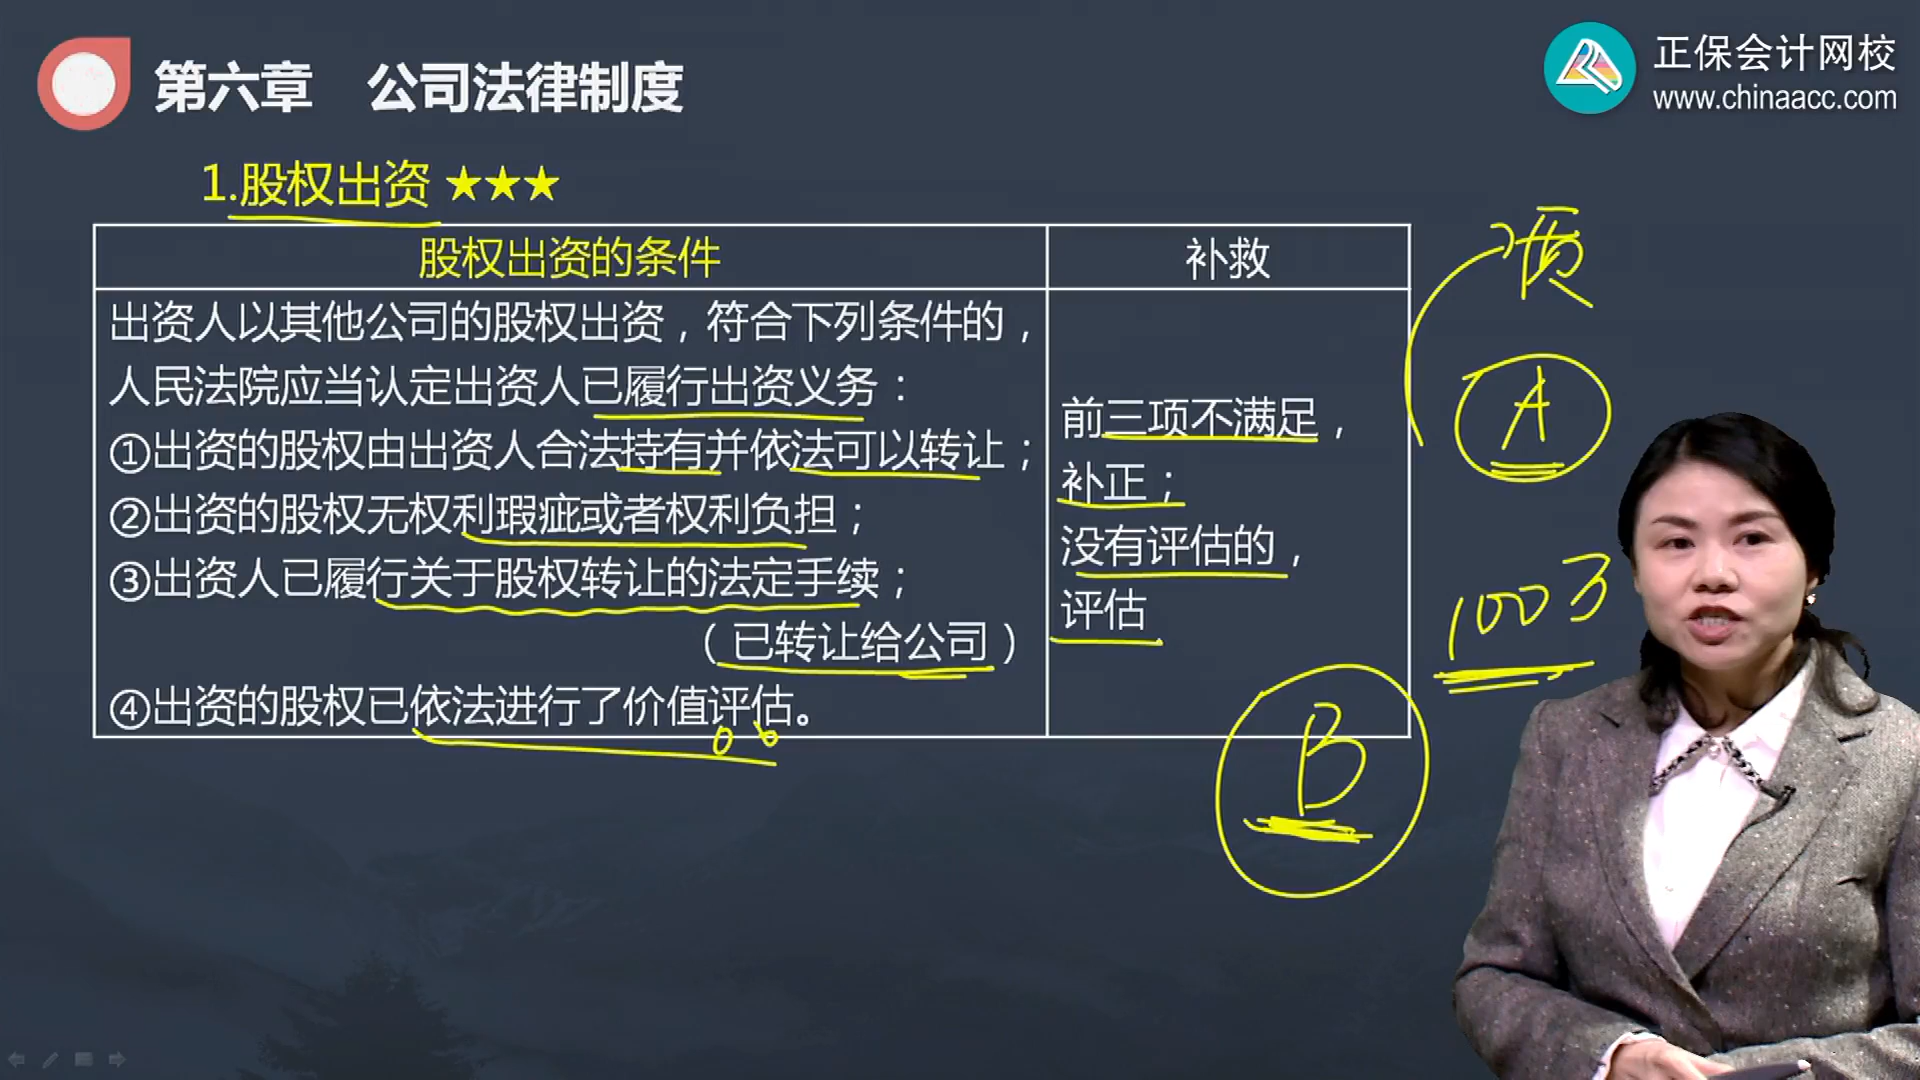 第六章 公司法律制度
正保会计网校
www.chinaacc.com
1.股权出资 ★★★
股权出资的条件
补救
出资人以其他公司的股权出资，符合下列条件的，
人民法院应当认定出资人已履行出资义务：
①出资的股权由出资人合法持有并依法可以转让；
②出资的股权无权利瑕疵或者权利负担；
③出资人已履行关于股权转让的法定手续；
（已转让给公司）
④出资的股权已依法进行了价值评估。
前三项不满足，
补正；
没有评估的，
评估
A
B